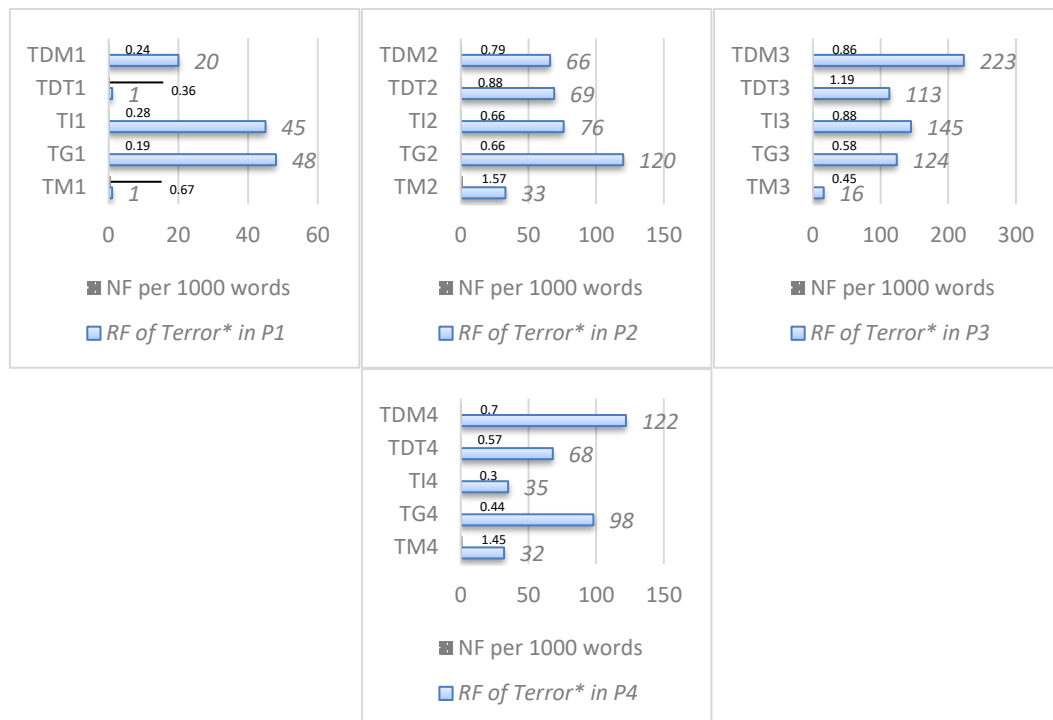 TDM1 0.24 20
TDT1 1 0.36
TI1 0.28 45
TG1 0.19 48
TM1 1 0.67
0 20 40 60
NF per 1000 words
RF of Terror* in P1
TDM2 0.79 66
TDT2 0.88 69
TI2 0.66 76
TG2 0.66 120
TM2 1.57 33
0 50 100 150
NF per 1000 words
RF of Terror* in P2
TDM3 0.86 223
TDT3 1.19 113
TI3 0.88 145
TG3 0.58 124
TM3 0.45 16
0 100 200 300
NF per 1000 words
RF of Terror* in P3
TDM4 0.7 122
TDT4 0.57 68
TI4 0.3 35
TG4 0.44 98
TM4 1.45 32
0 50 100 150
NF per 1000 words
RF of Terror* in P4